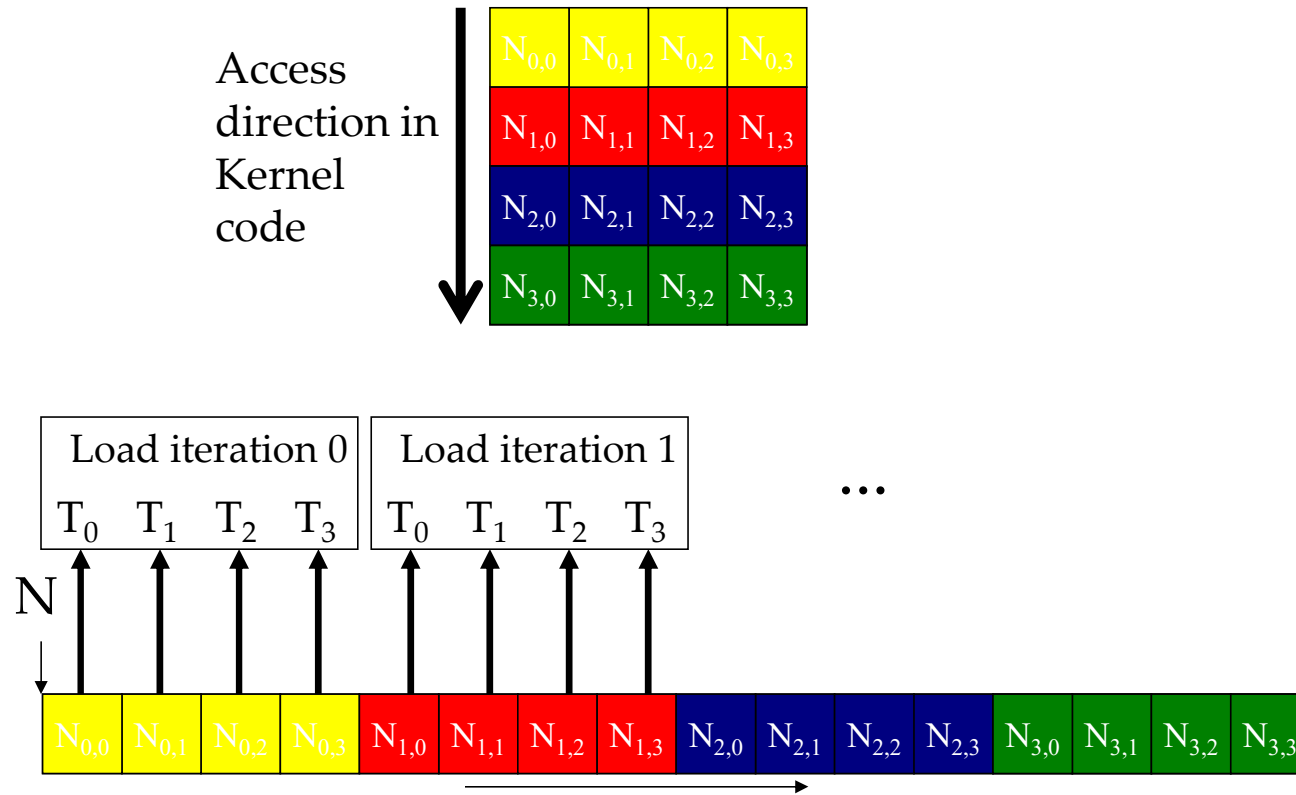 Access
direction in
Kernel
code
N0,0 N0,1 N0,2 N0,3
N1,0 N1,1 N1,2 N1,3
N2,0 N2,1 N2,2 N2,3
N3,0 N3,1 N3,2 N3,3
Load iteration 0 Load iteration 1
T0 T1 T2 T3 T0 T1 T2 T3
...
N
N0,0 N0,1 N0,2 N0,3 N1,0 N1,1 N1,2 N1,3 N2,0 N2,1 N2,2 N2,3 N3,0 N3,1 N3,2 N3,3